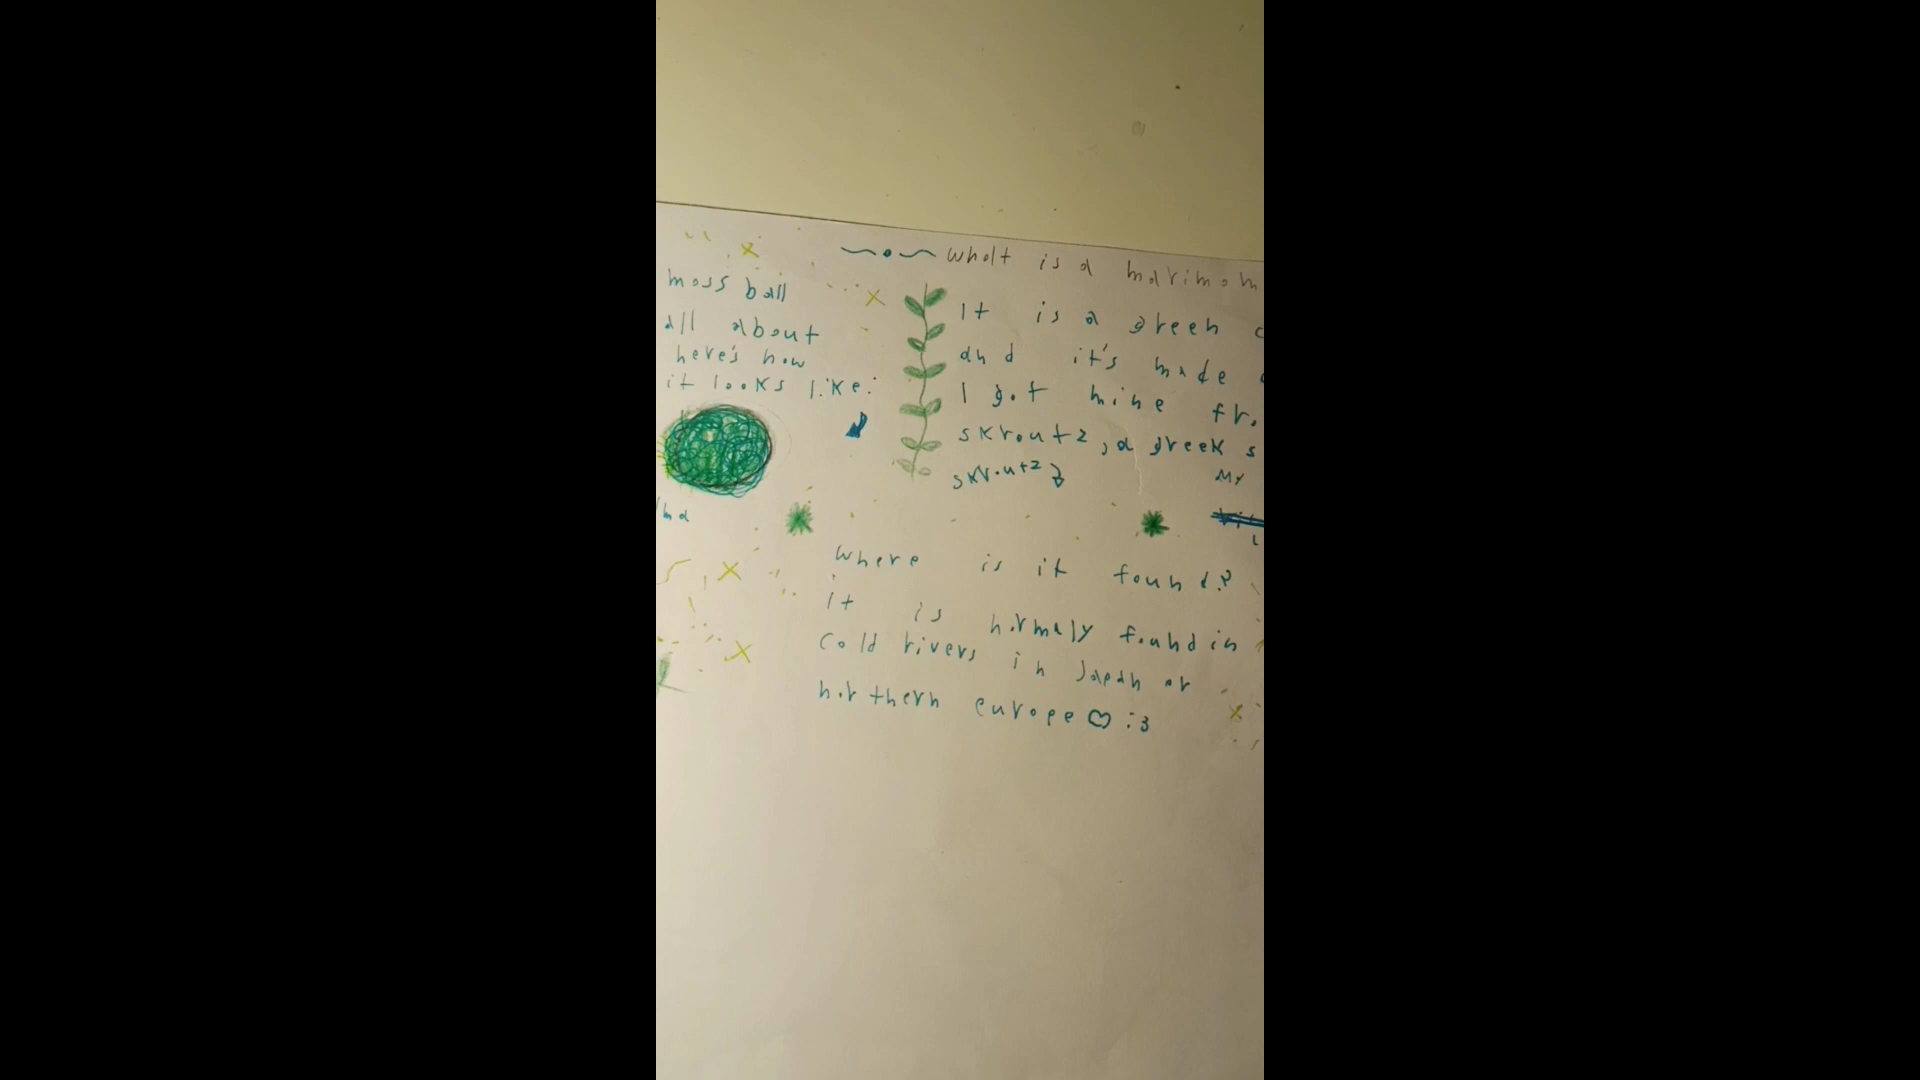 moss ball
all about
here's how
it looks like:
ma
what is a marimo m
It is a green
and it's made
I got mine fr.
skroutz, a greek s
skroutz
My
where is it found?
it is normaly found in
cold rivers in Japan or
northern europe♡ :3